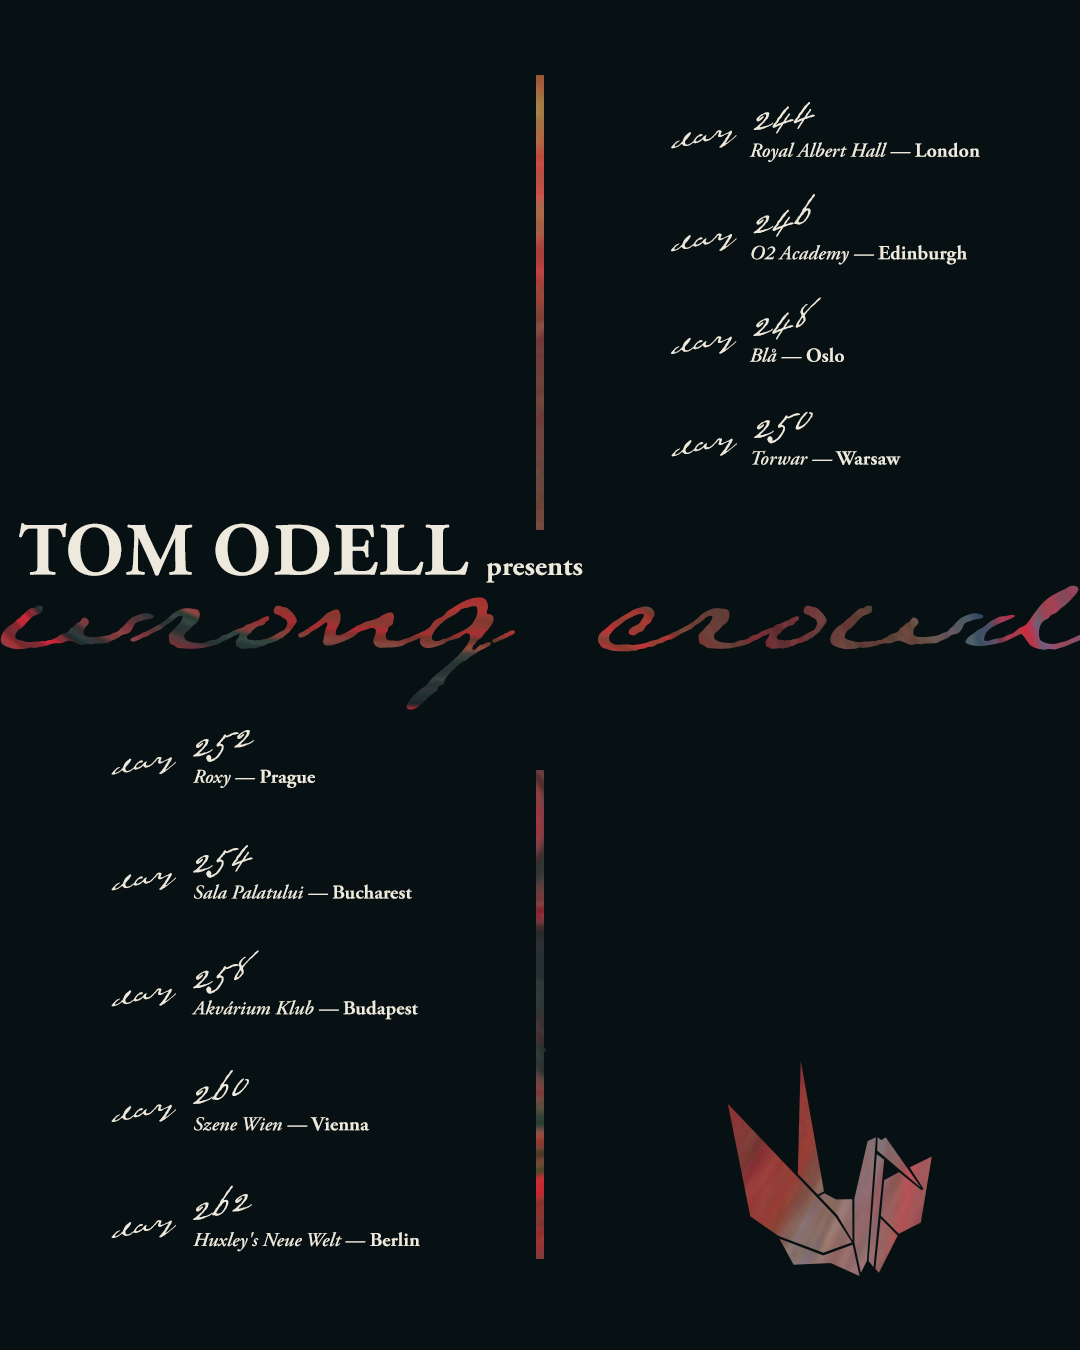 day 244
Royal Albert Hall — London
day 246
O2 Academy — Edinburgh
day 248
Blå — Oslo
day 250
Torwar — Warsaw
TOM ODELL presents
wrong crowd
day 252
Roxy — Prague
day 254
Sala Palatului — Bucharest
day 258
Akvárium Klub — Budapest
day 260
Szene Wien — Vienna
day 262
Huxley's Neue Welt — Berlin